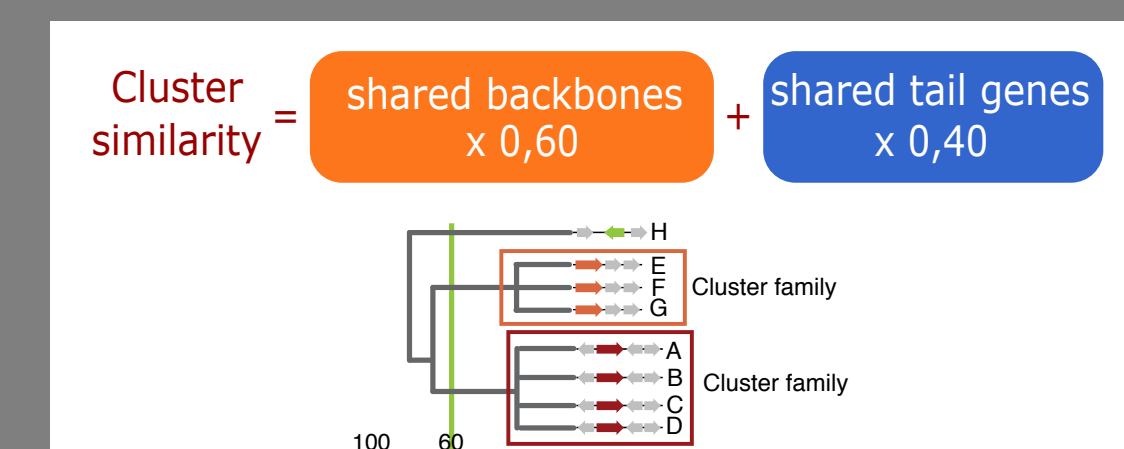 Cluster
similarity
=
shared backbones
x 0,60
+
shared tail genes
x 0,40
H
E
F
G
Cluster family
A
B
C
D
Cluster family
100 60